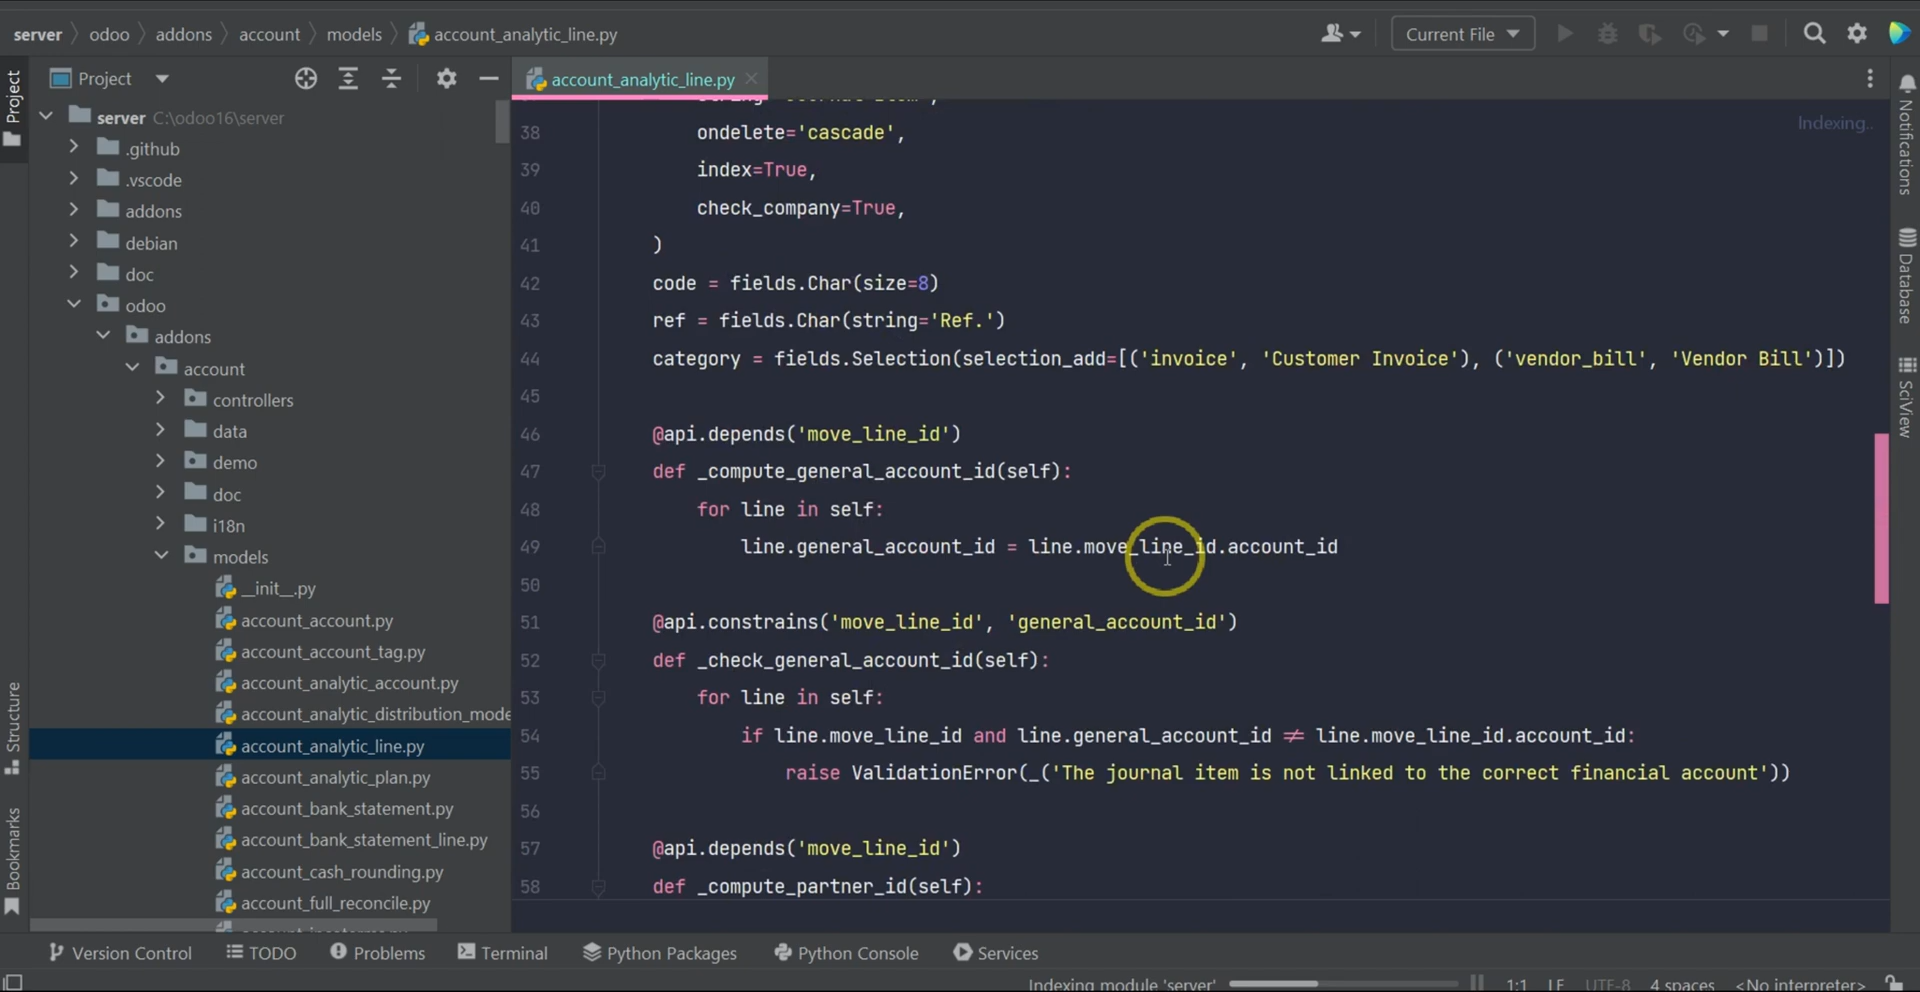 server
odoo
addons
account
models
account_analytic_line.py
Current File
Project
account_analytic_line.py
Project
Structure
Bookmarks
server C:\odoo16\server
.github
.vscode
addons
debian
doc
odoo
addons
account
controllers
data
demo
doc
i18n
models
__init__.py
account_account.py
account_account_tag.py
account_analytic_account.py
account_analytic_distribution_mode
account_analytic_line.py
account_analytic_plan.py
account_bank_statement.py
account_bank_statement_line.py
account_cash_rounding.py
account_full_reconcile.py
Indexing..
38 ondelete='cascade',
39 index=True,
40 check_company=True,
41 )
42 code = fields.Char(size=8)
43 ref = fields.Char(string='Ref.')
44 category = fields.Selection(selection_add=[('invoice', 'Customer Invoice'), ('vendor_bill', 'Vendor Bill')])
45
46 @api.depends('move_line_id')
47 def _compute_general_account_id(self):
48 for line in self:
49 line.general_account_id = line.move_line_id.account_id
50
51 @api.constrains('move_line_id', 'general_account_id')
52 def _check_general_account_id(self):
53 for line in self:
54 if line.move_line_id and line.general_account_id ≠ line.move_line_id.account_id:
55 raise ValidationError(_('The journal item is not linked to the correct financial account'))
56
57 @api.depends('move_line_id')
58 def _compute_partner_id(self):
Notifications
Database
SciView
Version Control
TODO
Problems
Terminal
Python Packages
Python Console
Services
Indexing module 'server'
1:1
LF
UTF-8
4 spaces
<No interpreter>